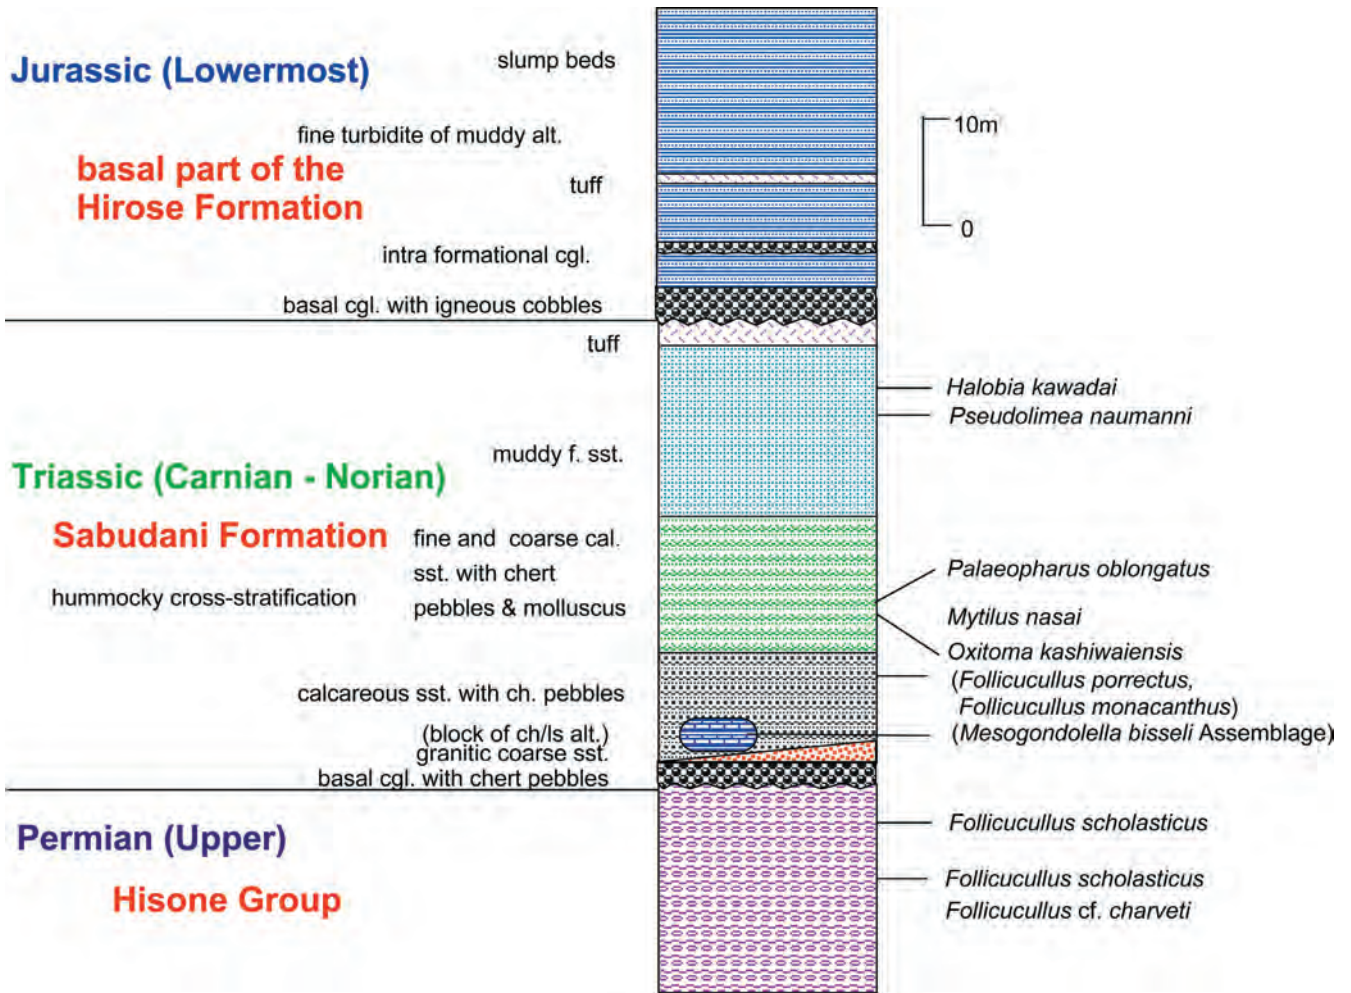 Jurassic (Lowermost)
slump beds
10m
fine turbidite of muddy alt.
basal part of the
Hirose Formation
tuff
0
intra formational cgl.
basal cgl. with igneous cobbles
tuff
Halobia kawadai
Pseudolimea naumanni
muddy f. sst.
Triassic (Carnian - Norian)
Sabudani Formation
fine and coarse cal.
sst. with chert
pebbles & molluscus
hummocky cross-stratification
Palaeopharus oblongatus
Mytilus nasai
Oxitoma kashiwaiensis
(Follicucullus porrectus,
Follicucullus monacanthus)
calcareous sst. with ch. pebbles
(block of ch/ls alt.)
(Mesogondolella bisseli Assemblage)
granitic coarse sst.
basal cgl. with chert pebbles
Permian (Upper)
Hisone Group
Follicucullus scholasticus
Follicucullus scholasticus
Follicucullus cf. charveti